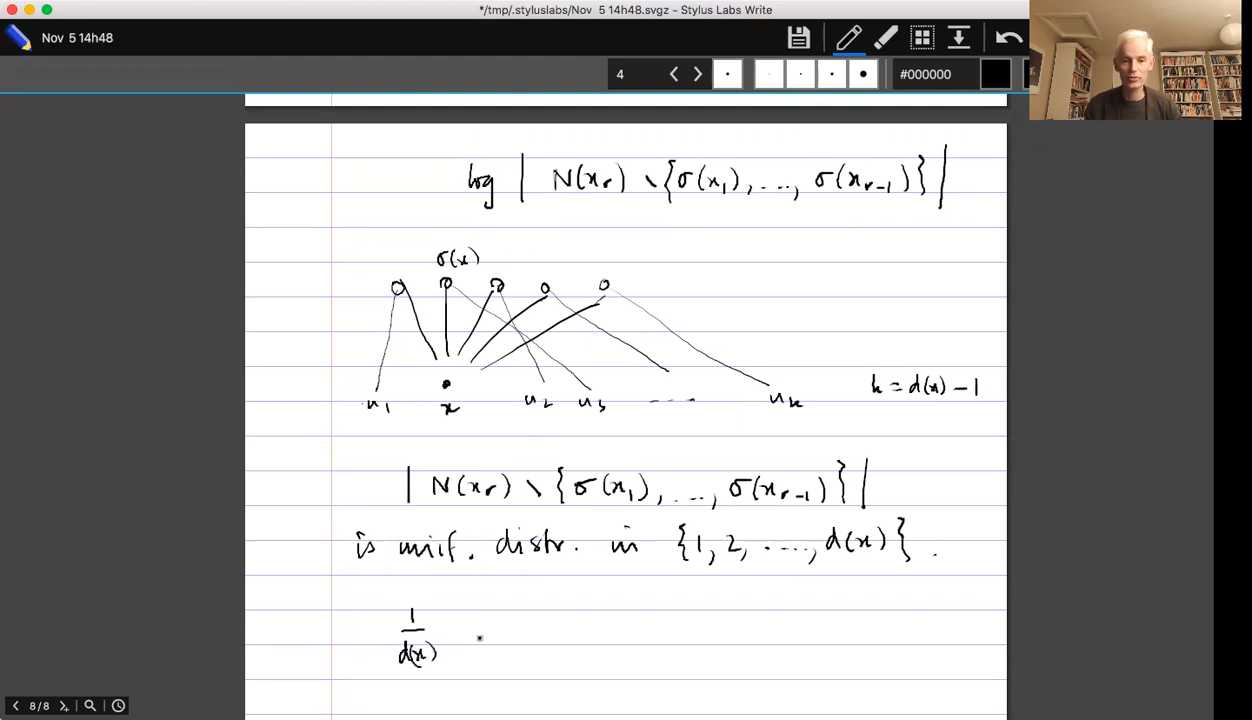 */tmp/.styluslabs/Nov 5 14h48.svgz - Stylus Labs Write
Nov 5 14h48
4
#000000
log | N(x_r) \ {σ(x_1), ..., σ(x_{r-1})} |
σ(x)
u_1 x u_2 u_3 ---- u_k
k = d(x) - 1
| N(x_r) \ {σ(x_1), ..., σ(x_{r-1})} |
is unif. distr. in {1, 2, ...., d(x)}.
1
d(x)
8/8